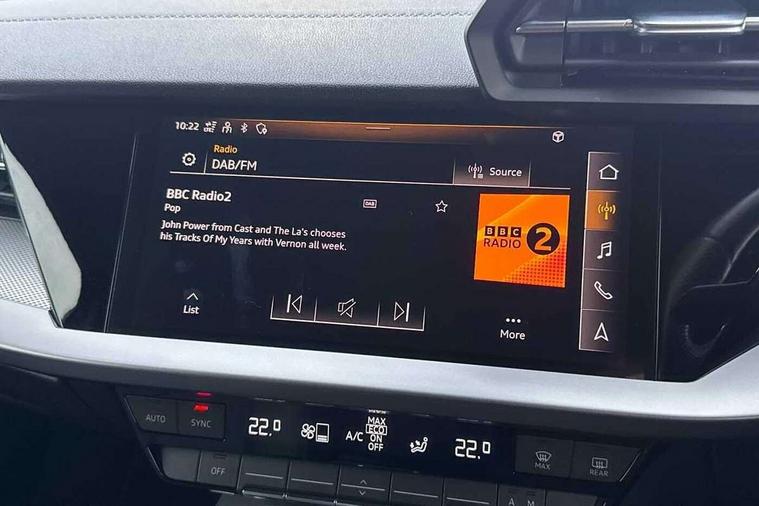 10:22
Radio
DAB/FM
Source
BBC Radio2
Pop
DAB
John Power from Cast and The La's chooses
his Tracks Of My Years with Vernon all week.
BBC
RADIO
2
List
More
AUTO
SYNC
22.0
A/C
MAX
ECO
ON
OFF
22.0
MAX
REAR
OFF
A
M